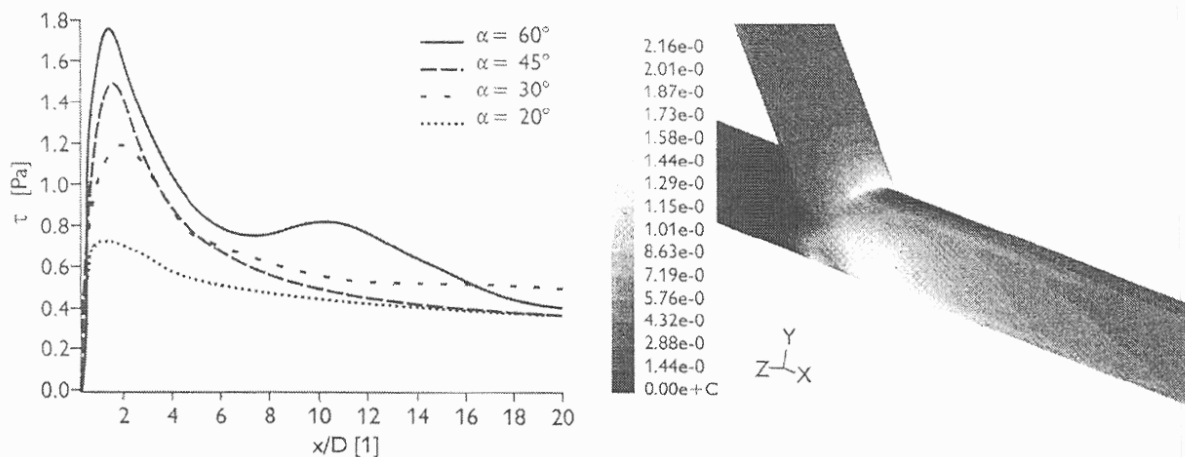 τ [Pa]
1.8
1.6
1.4
1.2
1.0
0.8
0.6
0.4
0.2
0.0
2 4 6 8 10 12 14 16 18 20
x/D [1]
α = 60°
α = 45°
α = 30°
α = 20°
2.16e-0
2.01e-0
1.87e-0
1.73e-0
1.58e-0
1.44e-0
1.29e-0
1.15e-0
1.01e-0
8.63e-0
7.19e-0
5.76e-0
4.32e-0
2.88e-0
1.44e-0
0.00e+C
Y
Z X